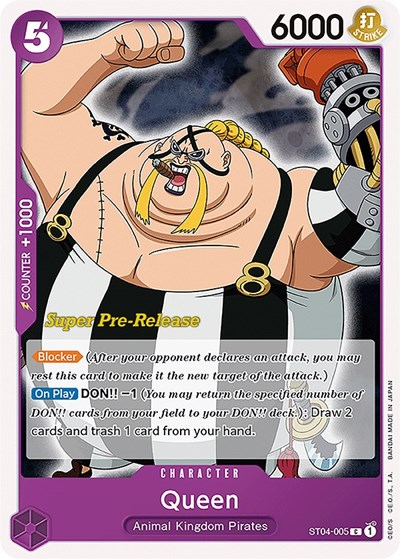 5
6000
打
STRIKE
COUNTER +1000
Super Pre-Release
Blocker (After your opponent declares an attack, you may
rest this card to make it the new target of the attack.)
On Play DON!! −1 (You may return the specified number of
DON!! cards from your field to your DON!! deck.): Draw 2
cards and trash 1 card from your hand.
CHARACTER
Queen
Animal Kingdom Pirates
ST04-005 C 1
©E.O/S ©E.O./S., T.A. BANDAI MADE IN JAPAN